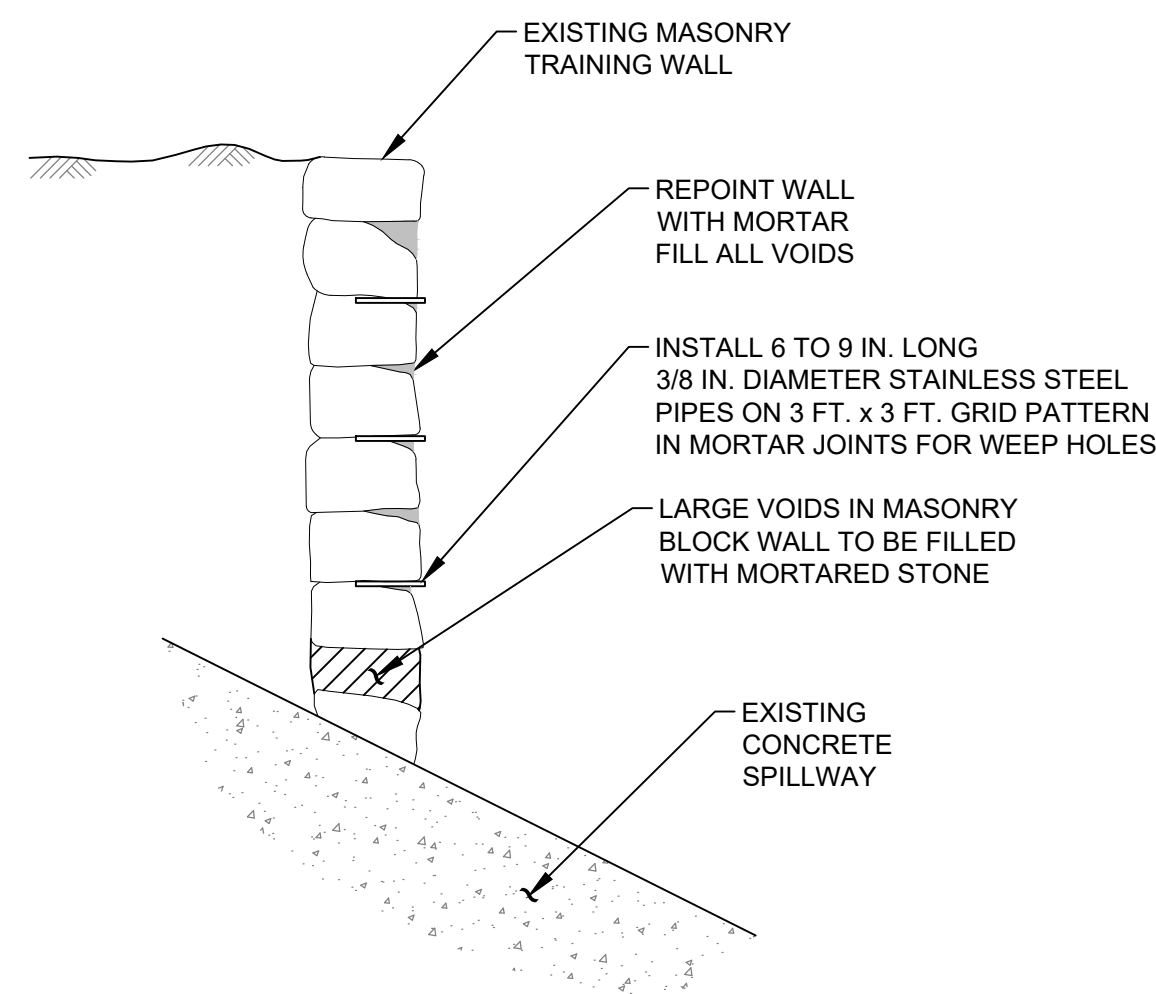 EXISTING MASONRY
TRAINING WALL
REPOINT WALL
WITH MORTAR
FILL ALL VOIDS
INSTALL 6 TO 9 IN. LONG
3/8 IN. DIAMETER STAINLESS STEEL
PIPES ON 3 FT. x 3 FT. GRID PATTERN
IN MORTAR JOINTS FOR WEEP HOLES
LARGE VOIDS IN MASONRY
BLOCK WALL TO BE FILLED
WITH MORTARED STONE
EXISTING
CONCRETE
SPILLWAY